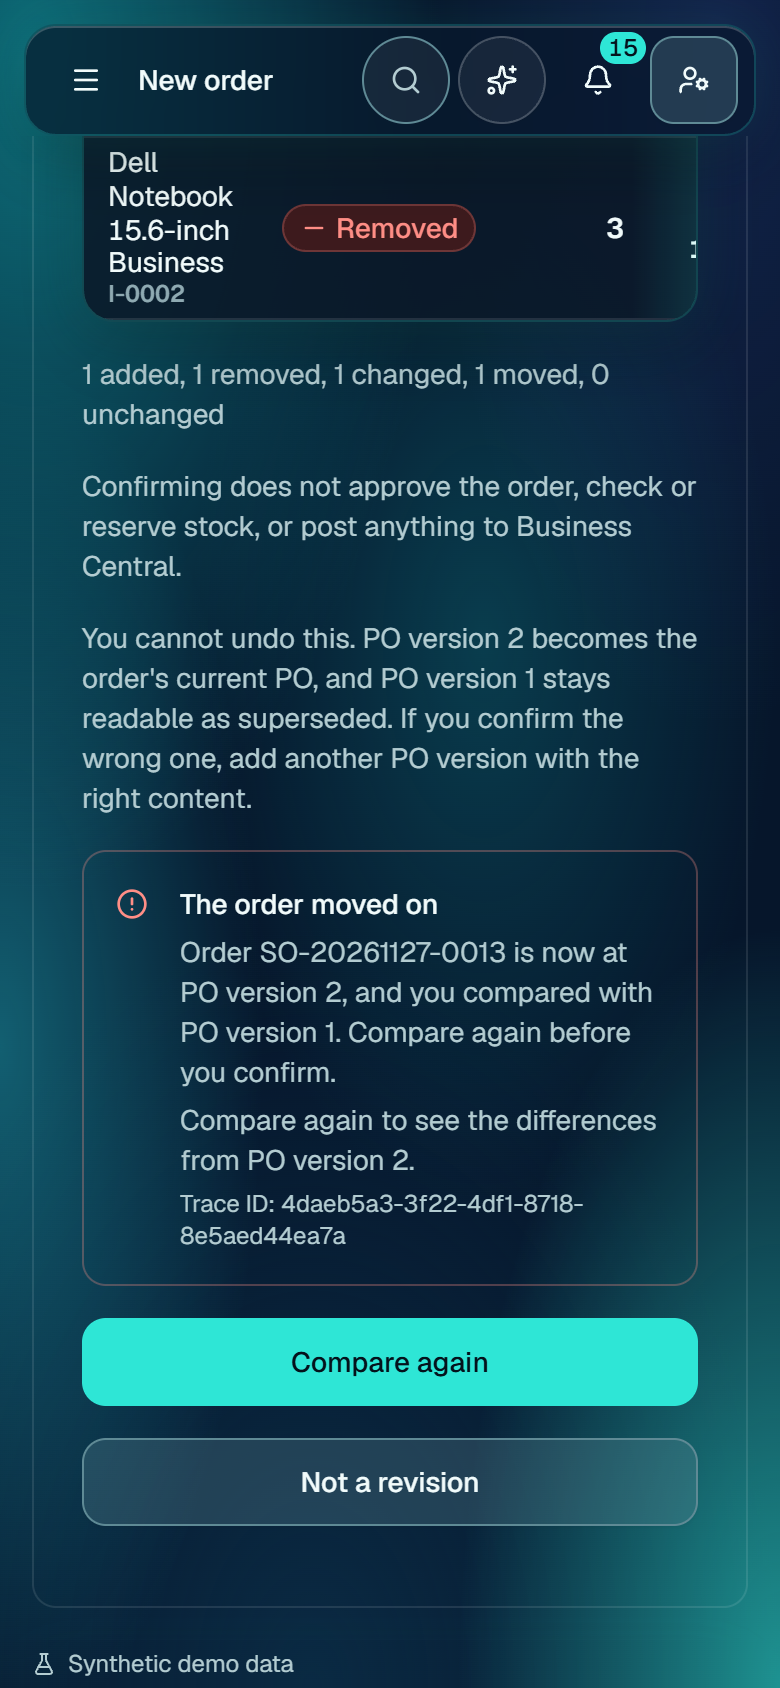 New order
15
Dell
Notebook
15.6-inch
Business
I-0002
Removed
3
1 added, 1 removed, 1 changed, 1 moved, 0
unchanged
Confirming does not approve the order, check or
reserve stock, or post anything to Business
Central.
You cannot undo this. PO version 2 becomes the
order's current PO, and PO version 1 stays
readable as superseded. If you confirm the
wrong one, add another PO version with the
right content.
The order moved on
Order SO-20261127-0013 is now at
PO version 2, and you compared with
PO version 1. Compare again before
you confirm.
Compare again to see the differences
from PO version 2.
Trace ID: 4daeb5a3-3f22-4df1-8718-
8e5aed44ea7a
Compare again
Not a revision
Synthetic demo data